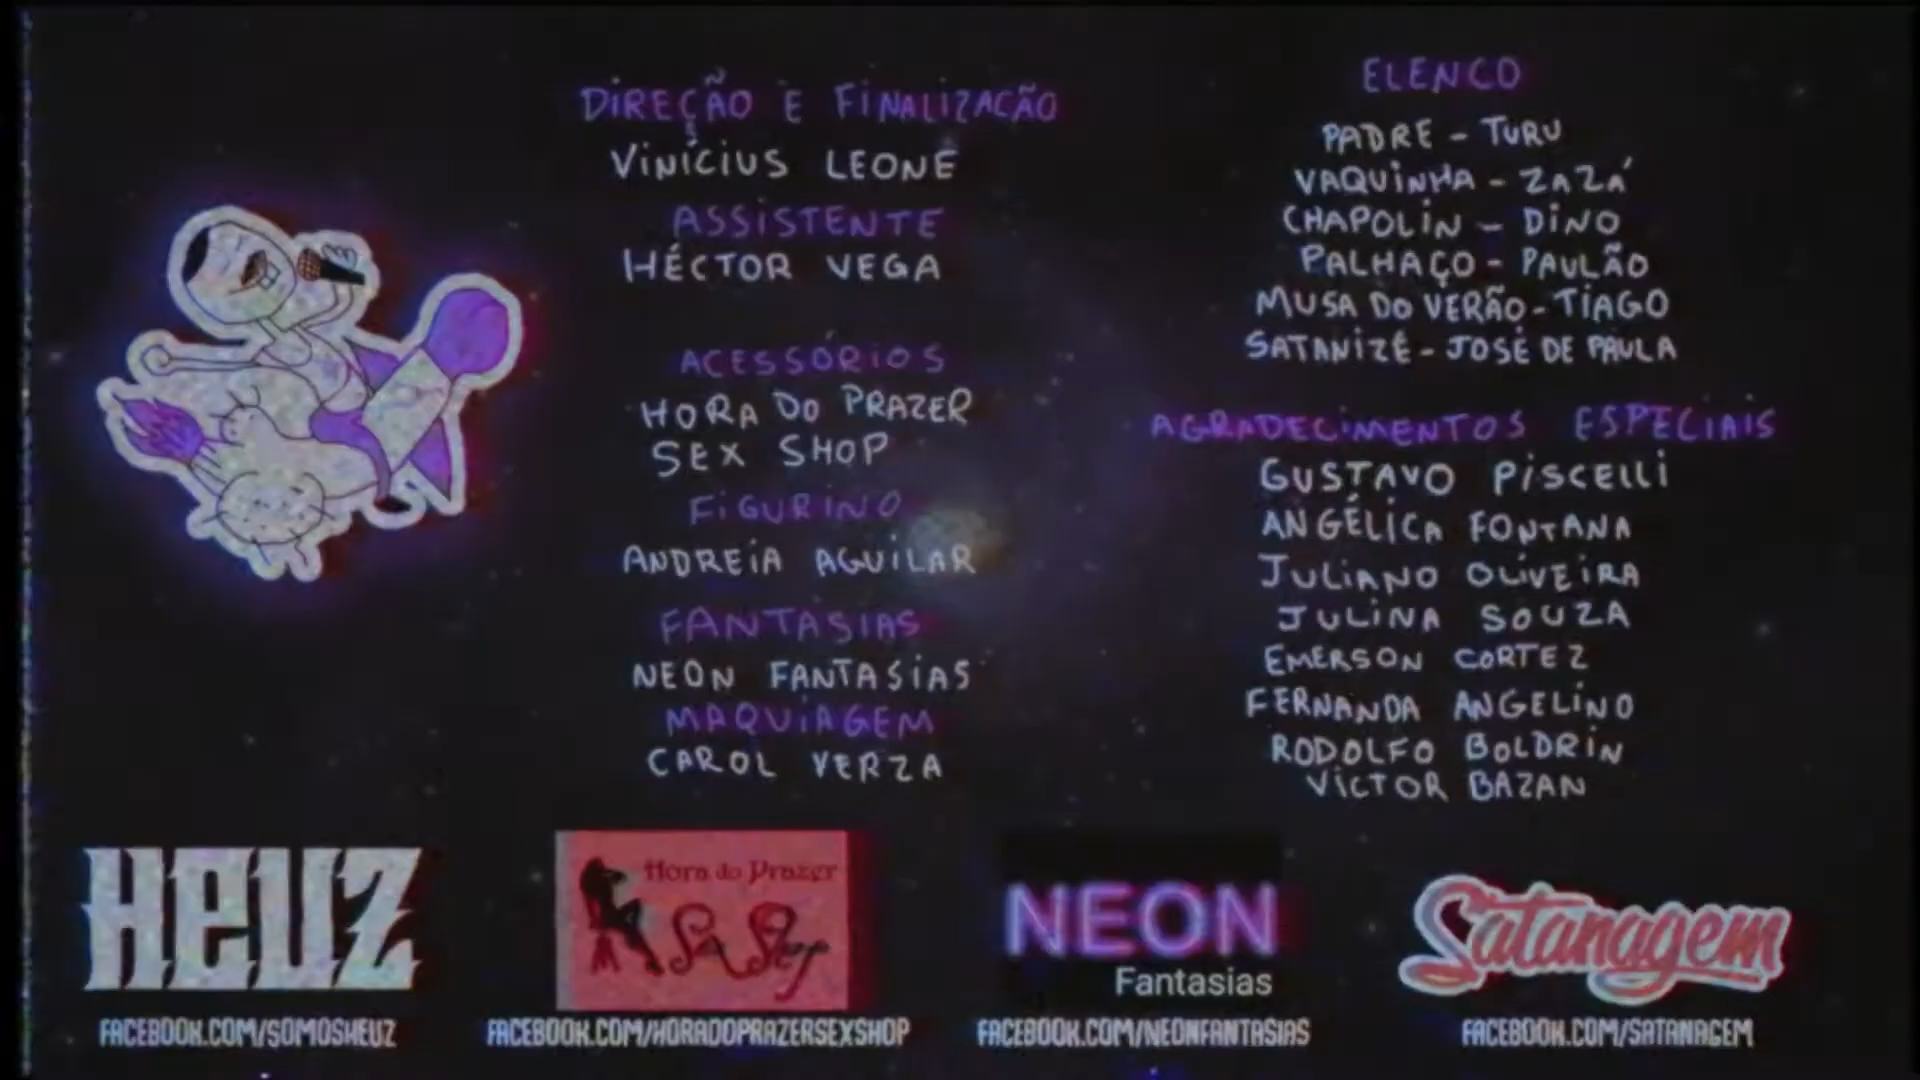 DIREÇÃO E FINALIZAÇÃO
VINÍCIUS LEONE
ASSISTENTE
HÉCTOR VEGA
ACESSÓRIOS
HORA DO PRAZER
SEX SHOP
FIGURINO
ANDREIA AGUILAR
FANTASIAS
NEON FANTASIAS
MAQUIAGEM
CAROL VERZA
ELENCO
PADRE - TURU
VAQUINHA - ZAZÁ
CHAPOLIN - DINO
PALHAÇO - PAULÃO
MUSA DO VERÃO - TIAGO
SATANIZÉ - JOSÉ DE PAULA
AGRADECIMENTOS ESPECIAIS
GUSTAVO PISCELLI
ANGÉLICA FONTANA
JULIANO OLIVEIRA
JULINA SOUZA
EMERSON CORTEZ
FERNANDA ANGELINO
RODOLFO BOLDRIN
VICTOR BAZAN
HEUZ
FACEBOOK.COM/SOMOSHEUZ
Hora do Prazer
Sex Shop
FACEBOOK.COM/HORADOPRAZERSEXSHOP
NEON
Fantasias
FACEBOOK.COM/NEONFANTASIAS
Satanagem
FACEBOOK.COM/SATANAGEM